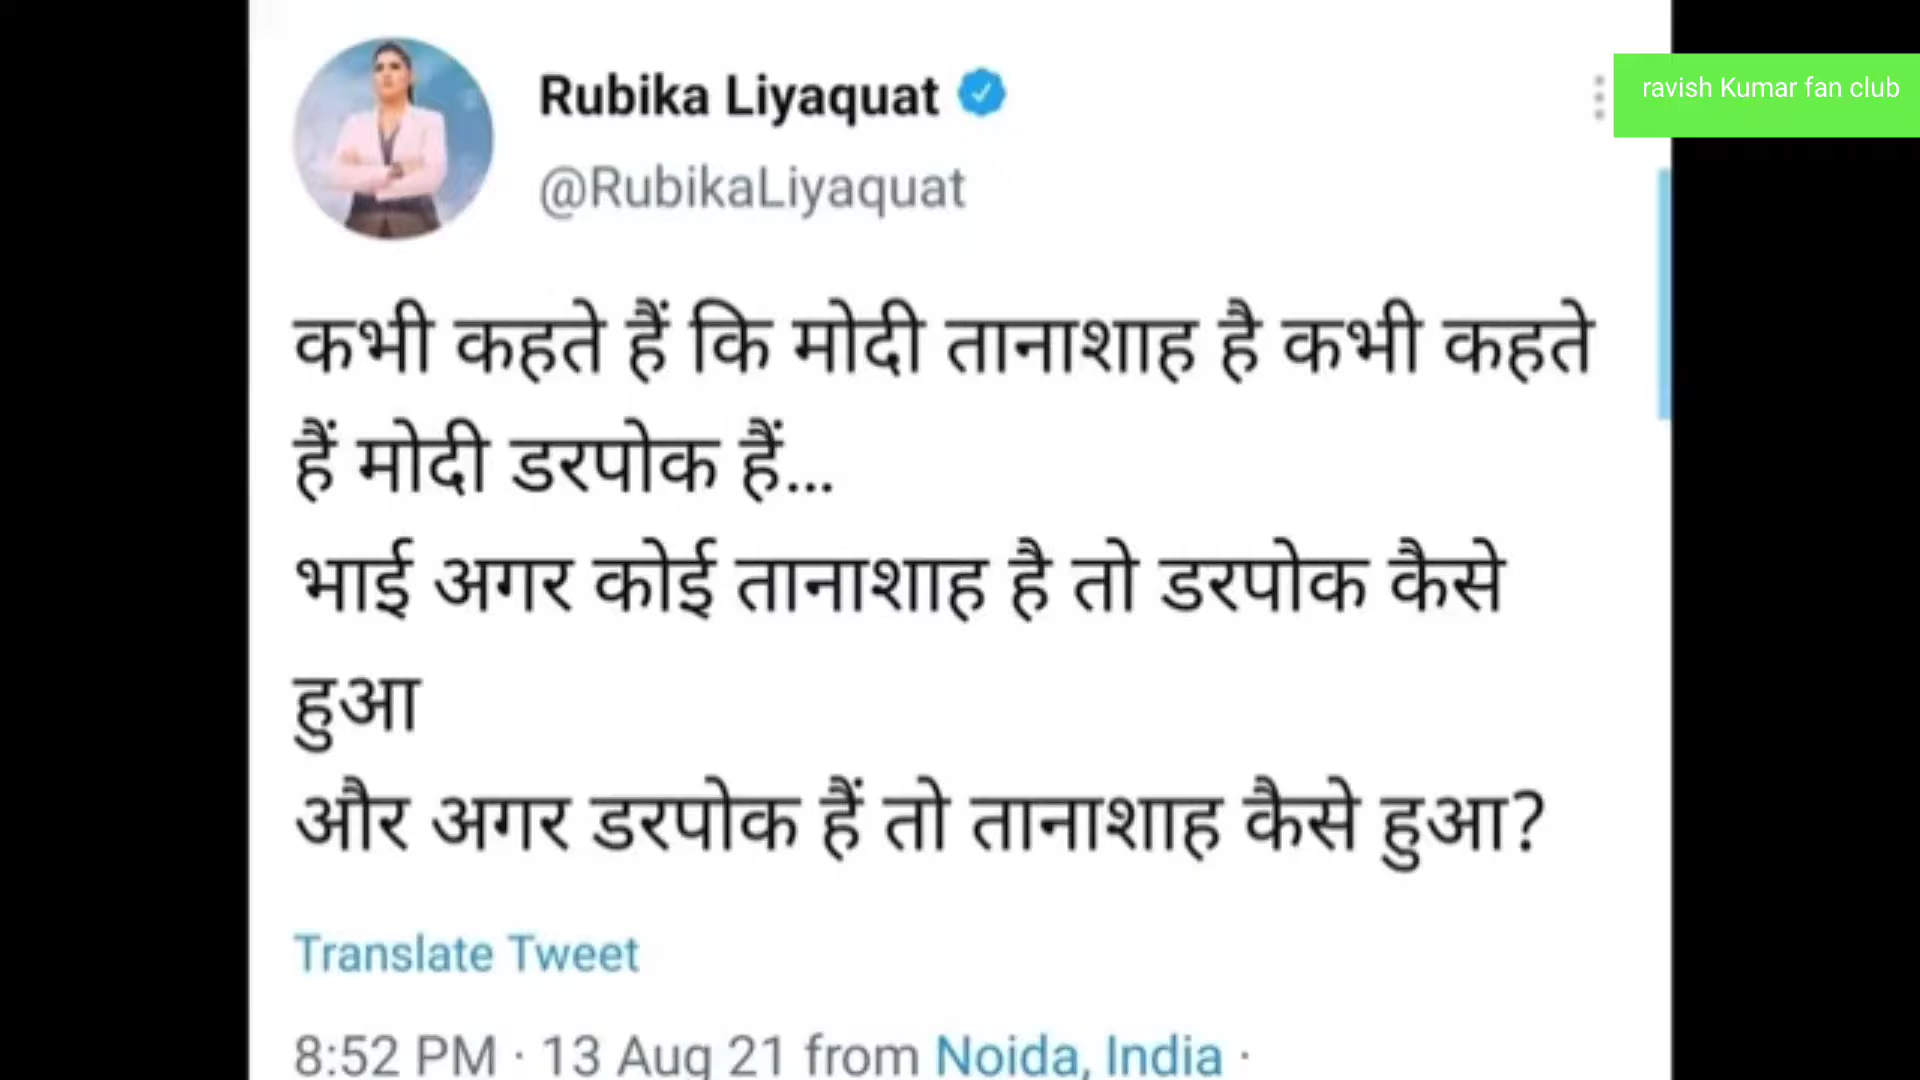 Rubika Liyaquat
ravish Kumar fan club
@RubikaLiyaquat
कभी कहते हैं कि मोदी तानाशाह है कभी कहते
हैं मोदी डरपोक हैं...
भाई अगर कोई तानाशाह है तो डरपोक कैसे
हुआ
और अगर डरपोक हैं तो तानाशाह कैसे हुआ?
Translate Tweet
8:52 PM · 13 Aug 21 from Noida, India ·